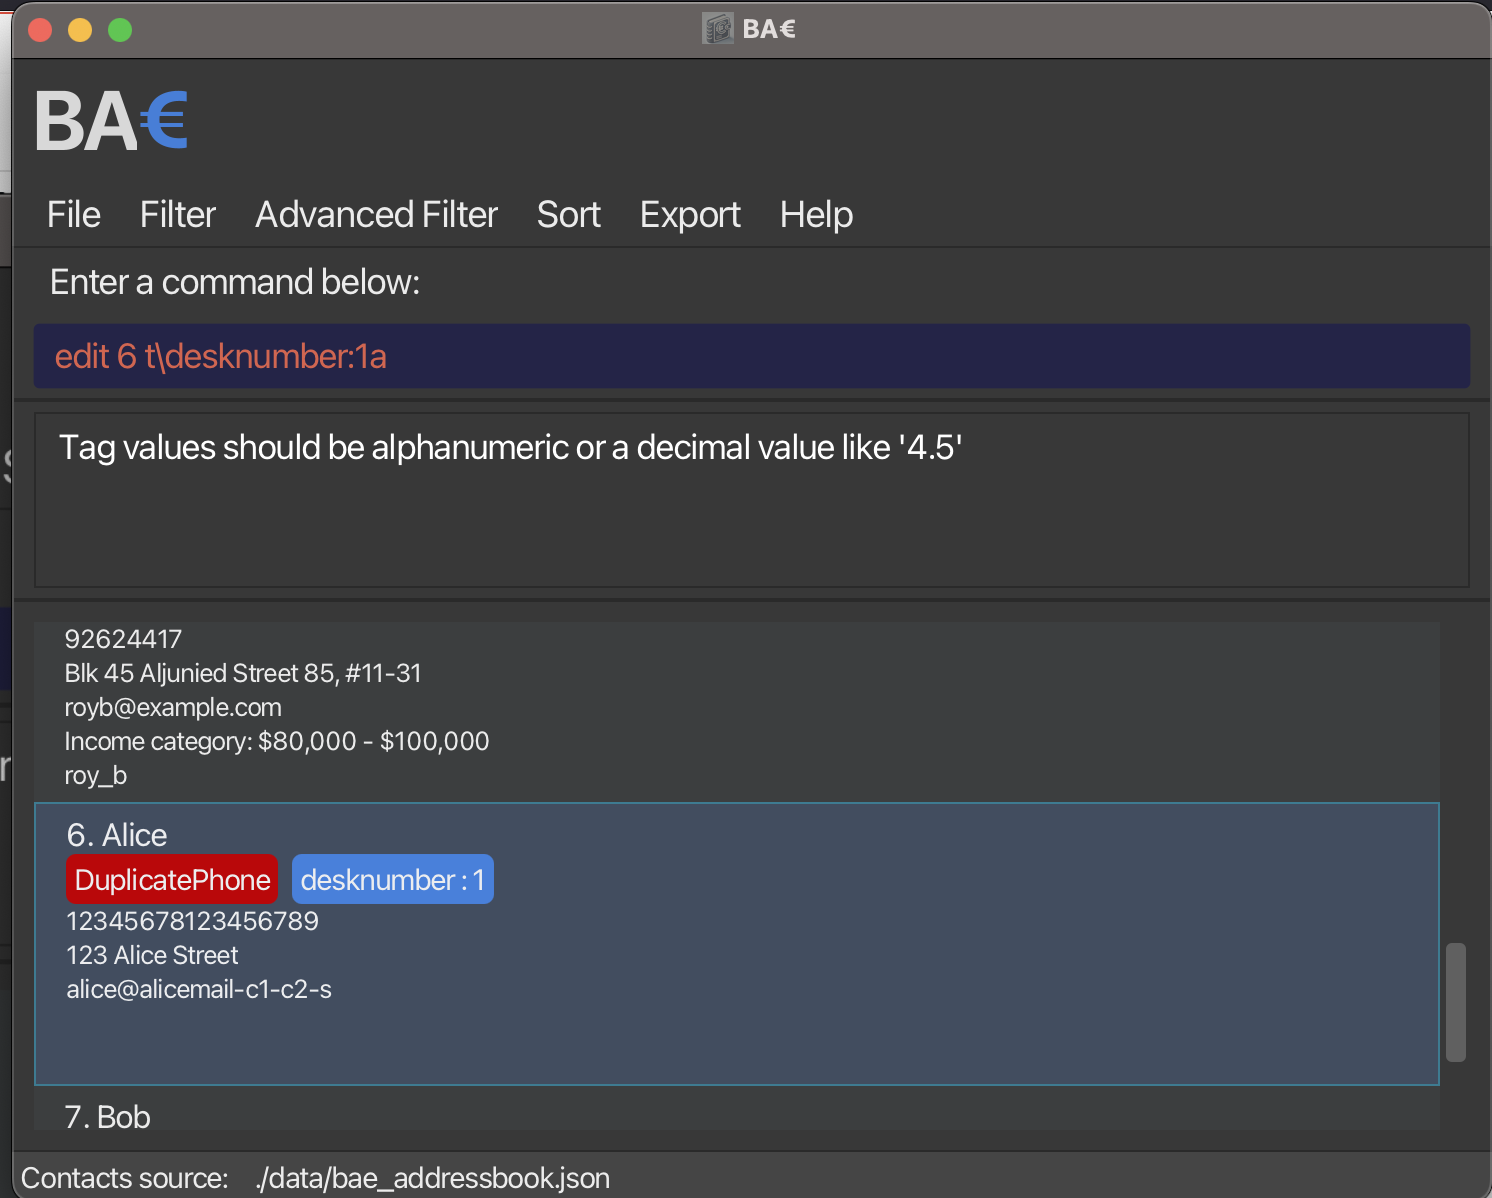 BA€
BA€
File Filter Advanced Filter Sort Export Help
Enter a command below:
edit 6 t\desknumber:1a
Tag values should be alphanumeric or a decimal value like '4.5'
92624417
Blk 45 Aljunied Street 85, #11-31
royb@example.com
Income category: $80,000 - $100,000
roy_b
6. Alice
DuplicatePhone desknumber : 1
12345678123456789
123 Alice Street
alice@alicemail-c1-c2-s
7. Bob
Contacts source: ./data/bae_addressbook.json